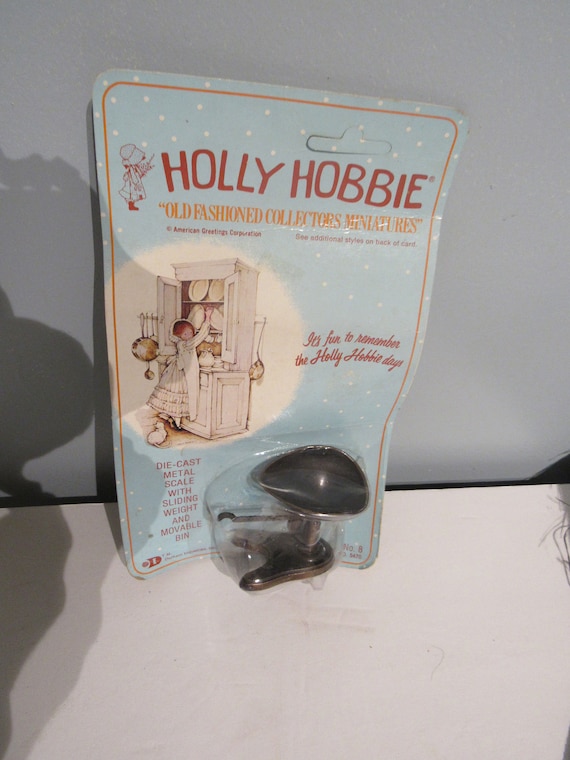 HOLLY HOBBIE®
"OLD FASHIONED COLLECTORS MINIATURES"
© American Greetings Corporation
See additional styles on back of card.
It's fun to remember
the Holly Hobbie days
DIE-CAST
METAL
SCALE
WITH
SLIDING
WEIGHT
AND
MOVABLE
BIN
No. 8